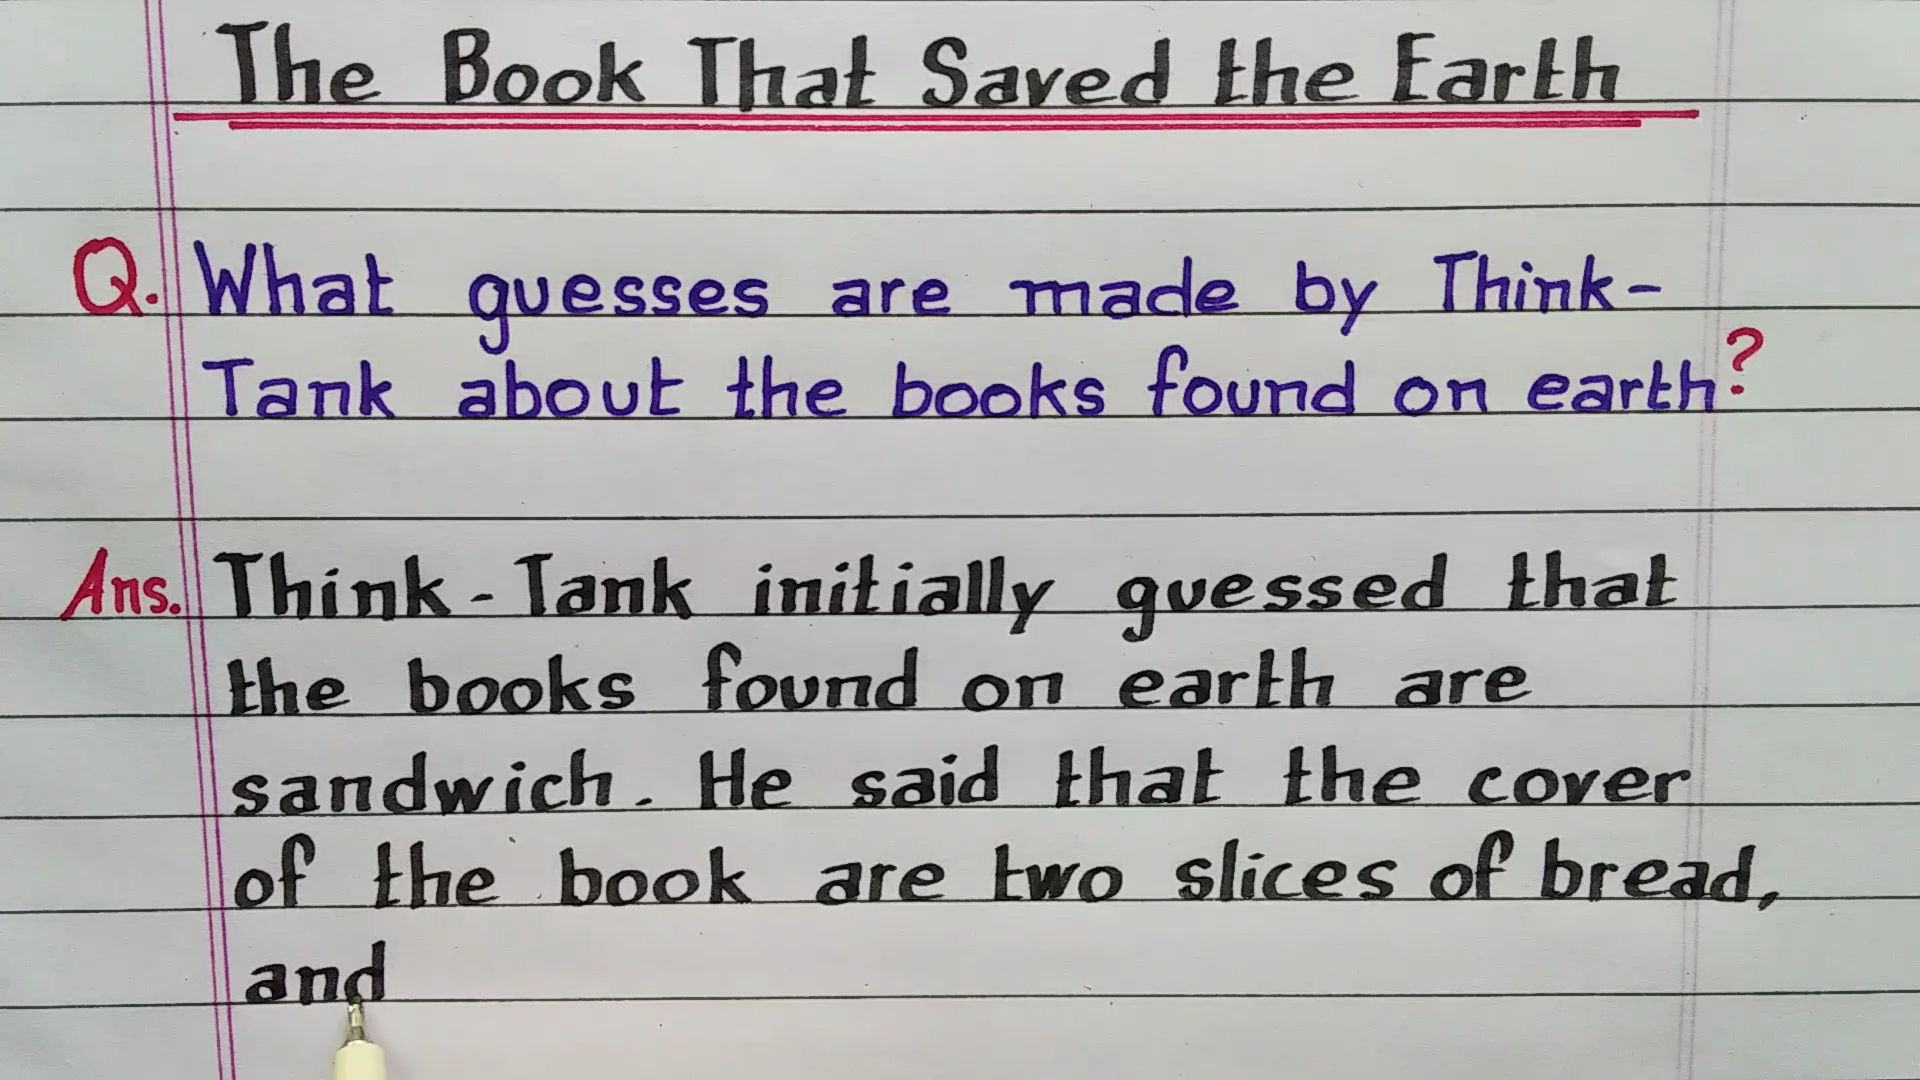 The Book That Saved the Earth
Q. What guesses are made by Think-
Tank about the books found on earth?
Ans. Think-Tank initially guessed that
the books found on earth are
sandwich. He said that the cover
of the book are two slices of bread,
and